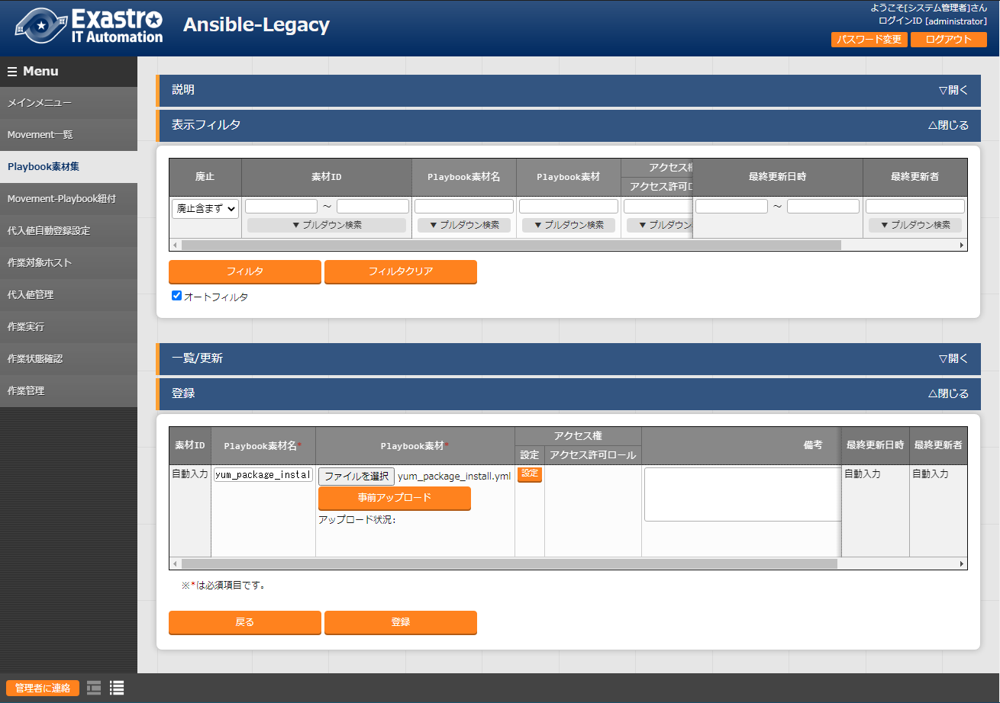 Exastro
IT Automation
Ansible-Legacy
ようこそ[システム管理者]さん
ログインID [administrator]
パスワード変更 ログアウト
Menu
メインメニュー
Movement一覧
Playbook素材集
Movement-Playbook紐付
代入値自動登録設定
作業対象ホスト
代入値管理
作業実行
作業状態確認
作業管理
説明 ▽開く
表示フィルタ △閉じる
廃止 素材ID Playbook素材名 Playbook素材 アクセス権 最終更新日時 最終更新者
アクセス許可ロ
廃止含まず ～ ～
▼プルダウン検索 ▼プルダウン検索 ▼プルダウン検索 ▼プルダウン ▼プルダウン検索
フィルタ フィルタクリア
オートフィルタ
一覧/更新 ▽開く
登録 △閉じる
素材ID Playbook素材名* Playbook素材* アクセス権 備考 最終更新日時 最終更新者
設定 アクセス許可ロール
自動入力 yum_package_instal ファイルを選択 yum_package_install.yml 設定 自動入力 自動入力
事前アップロード
アップロード状況:
※*は必須項目です。
戻る 登録
管理者に連絡